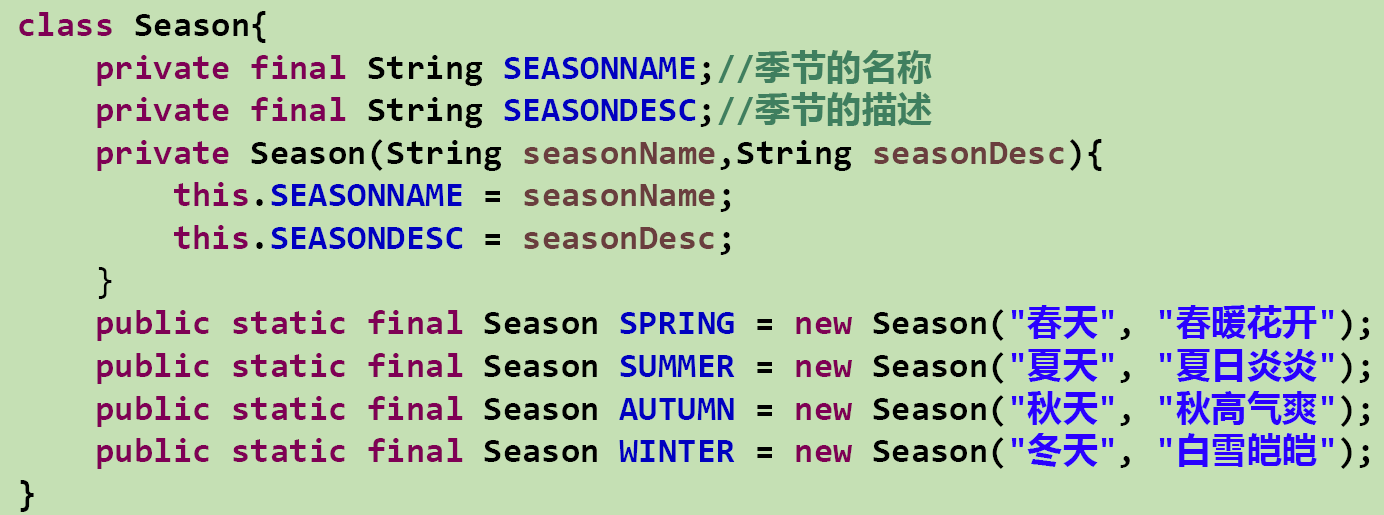 class Season{
    private final String SEASONNAME;//季节的名称
    private final String SEASONDESC;//季节的描述
    private Season(String seasonName,String seasonDesc){
        this.SEASONNAME = seasonName;
        this.SEASONDESC = seasonDesc;
    }
    public static final Season SPRING = new Season("春天", "春暖花开");
    public static final Season SUMMER = new Season("夏天", "夏日炎炎");
    public static final Season AUTUMN = new Season("秋天", "秋高气爽");
    public static final Season WINTER = new Season("冬天", "白雪皑皑");
}